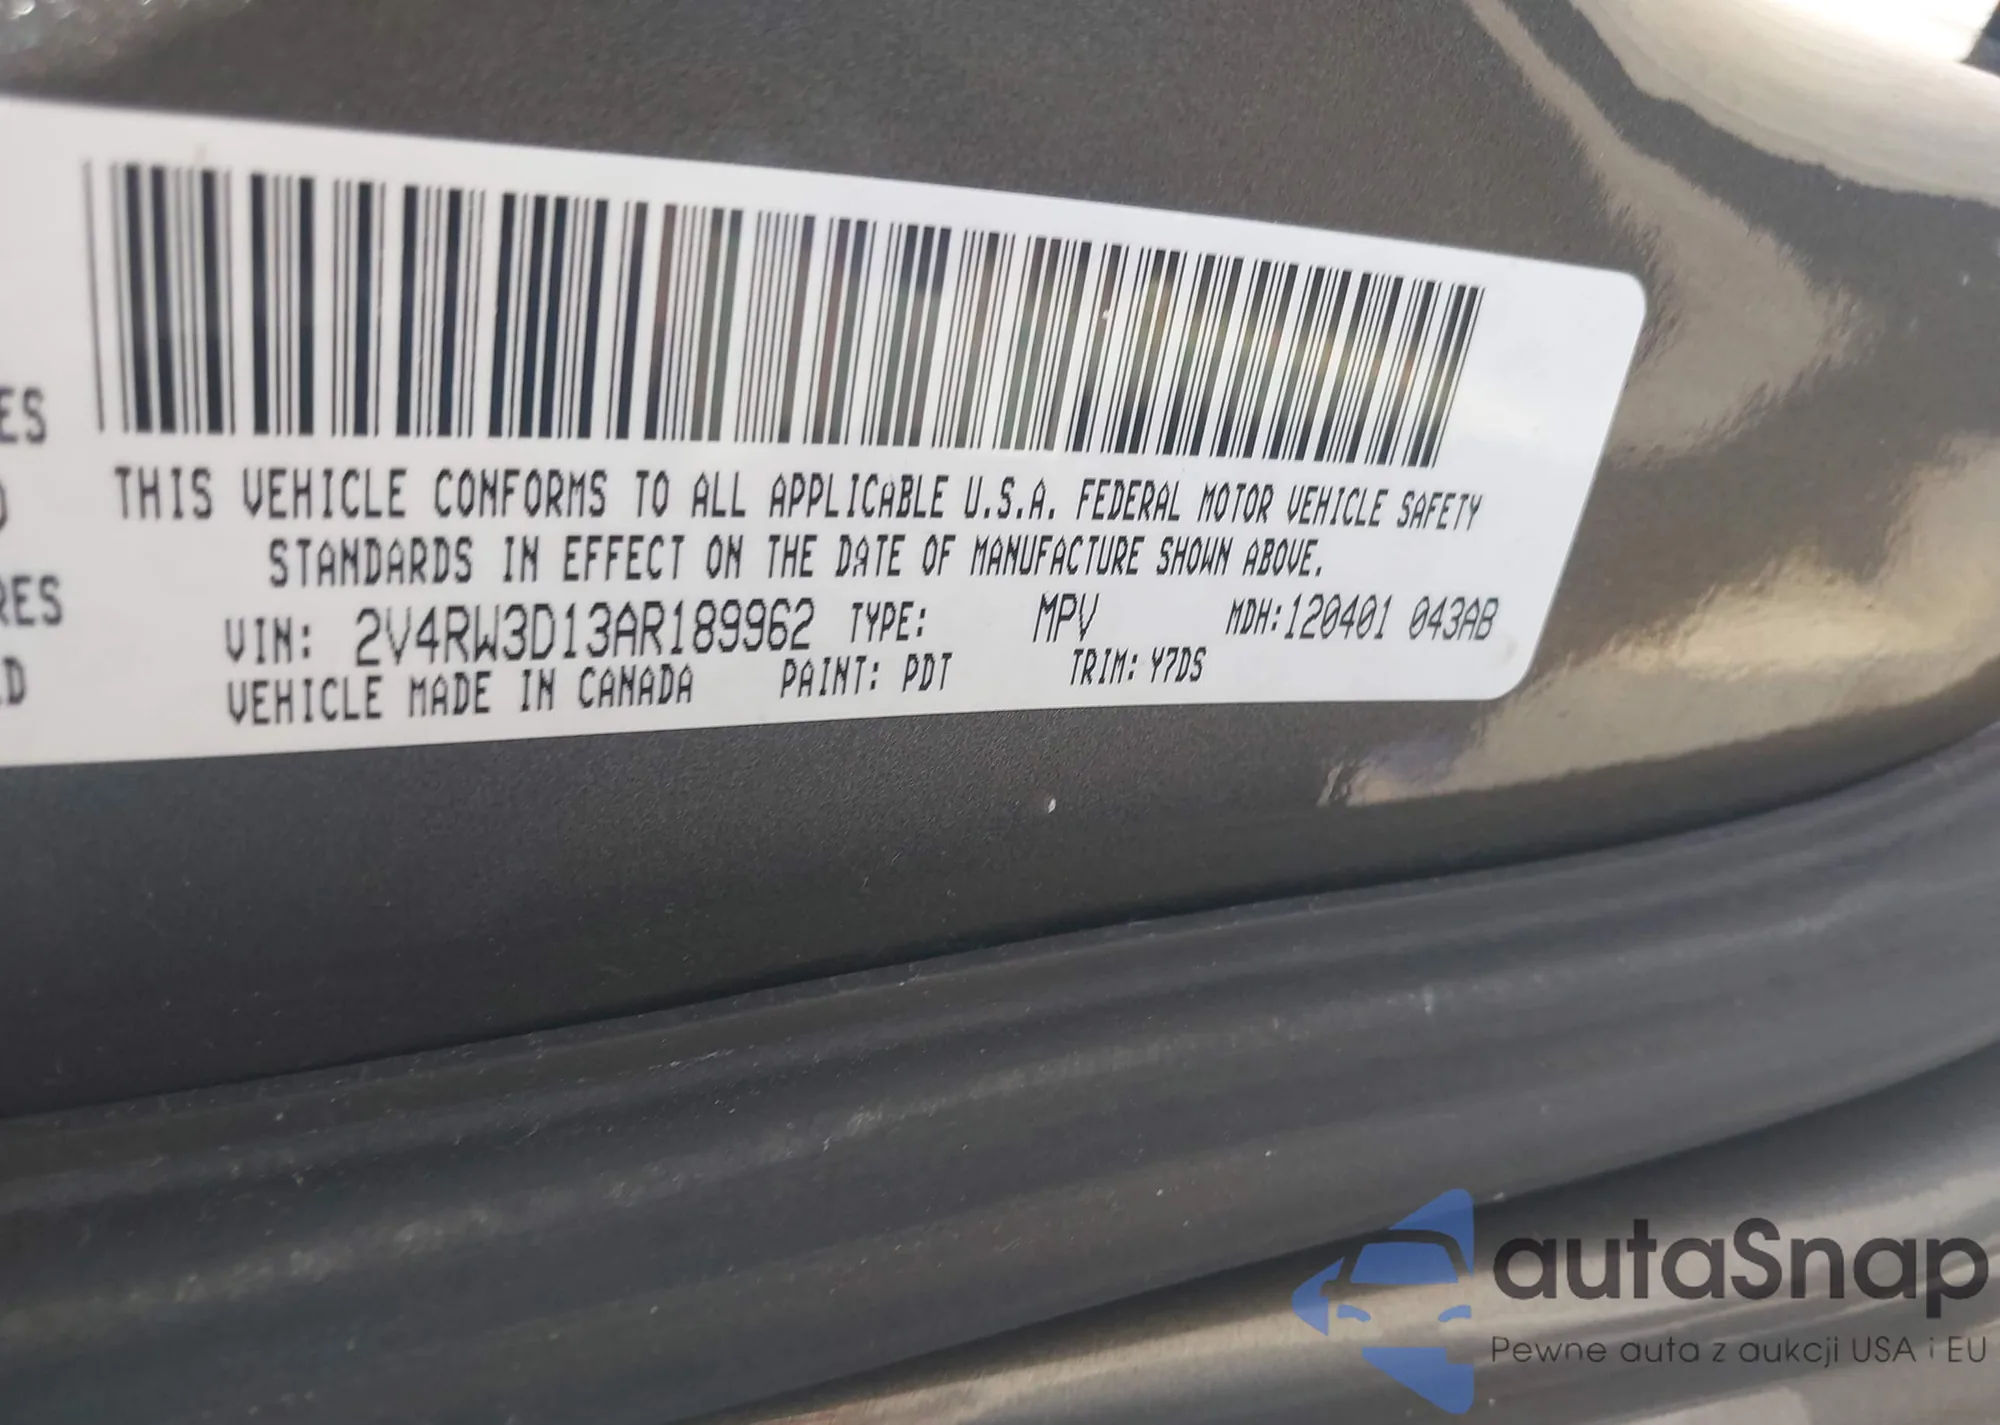 ES
RES
THIS VEHICLE CONFORMS TO ALL APPLICABLE U.S.A. FEDERAL MOTOR VEHICLE SAFETY
STANDARDS IN EFFECT ON THE DATE OF MANUFACTURE SHOWN ABOVE.
VIN: 2V4RW3D13AR189962 TYPE: MPV MDH:120401 043AB
VEHICLE MADE IN CANADA PAINT: PDT TRIM: Y7DS
autaSnap
Pewne auta z aukcji USA i EU